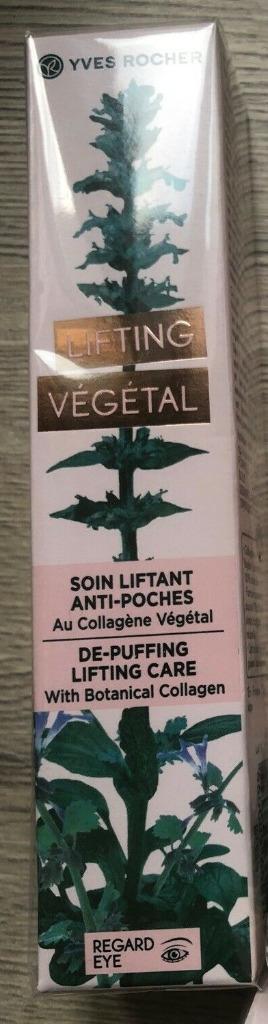 YVES ROCHER
LIFTING
VÉGÉTAL
SOIN LIFTANT
ANTI-POCHES
Au Collagène Végétal
DE-PUFFING
LIFTING CARE
With Botanical Collagen
REGARD
EYE